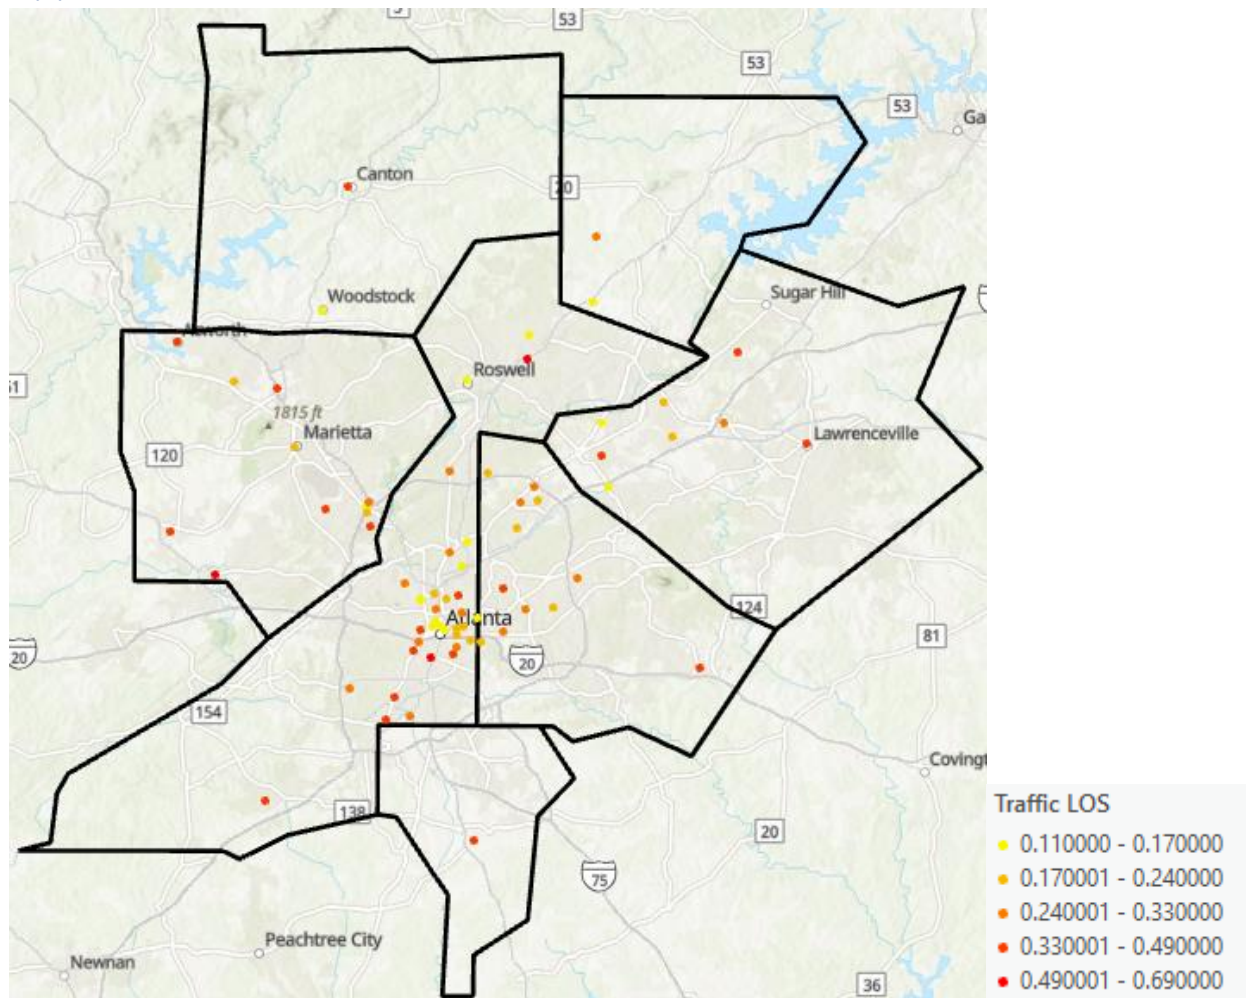 53
53
53
Canton
20
Woodstock
Sugar Hill
Acworth
Roswell
1815 ft
Marietta
Lawrenceville
120
Atlanta
124
81
20
20
154
Covingt
138
20
75
Peachtree City
Newnan
36
Ga
Traffic LOS
0.110000 - 0.170000
0.170001 - 0.240000
0.240001 - 0.330000
0.330001 - 0.490000
0.490001 - 0.690000